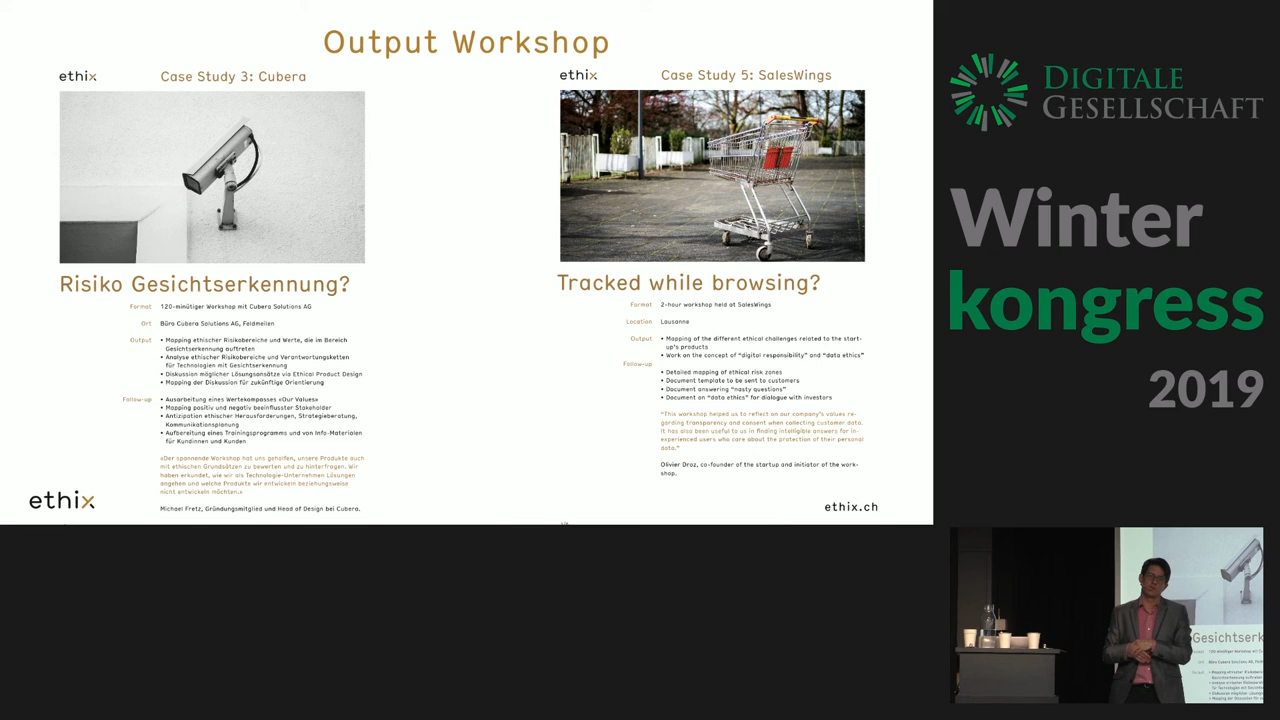 Output Workshop
ethix
Case Study 3: Cubera
Risiko Gesichtserkennung?
Format
120-minütiger Workshop mit Cubera Solutions AG
Ort
Büro Cubera Solutions AG, Feldmeilen
Output
• Mapping ethischer Risikobereiche und Werte, die im Bereich
Gesichtserkennung auftreten
• Analyse ethischer Risikobereiche und Verantwortungsketten
für Technologien mit Gesichtserkennung
• Diskussion möglicher Lösungsansätze via Ethical Product Design
• Mapping der Diskussion für zukünftige Orientierung
Follow-up
• Ausarbeitung eines Wertekompasses «Our Values»
• Mapping positiv und negativ beeinflusster Stakeholder
• Antizipation ethischer Herausforderungen, Strategieberatung,
Kommunikationsplanung
• Aufbereitung eines Trainingsprogramms und von Info-Materialen
für Kundinnen und Kunden
«Der spannende Workshop hat uns geholfen, unsere Produkte auch
mit ethischen Grundsätzen zu bewerten und zu hinterfragen. Wir
haben erkundet, wie wir als Technologie-Unternehmen Lösungen
angehen und welche Produkte wir entwickeln beziehungsweise
nicht entwickeln möchten.»
Michael Fretz, Gründungsmitglied und Head of Design bei Cubera.
ethix
ethix
Case Study 5: SalesWings
Tracked while browsing?
Format
2-hour workshop held at SalesWings
Location
Lausanne
Output
• Mapping of the different ethical challenges related to the start-
up's products
• Work on the concept of "digital responsibility" and "data ethics"
Follow-up
• Detailed mapping of ethical risk zones
• Document template to be sent to customers
• Document answering "nasty questions"
• Document on "data ethics" for dialogue with investors
"This workshop helped us to reflect on our company's values re-
garding transparency and consent when collecting customer data.
It has also been useful to us in finding intelligible answers for in-
experienced users who care about the protection of their personal
data."
Olivier Droz, co-founder of the startup and initiator of the work-
shop.
ethix.ch
DIGITALE
GESELLSCHAFT
Winter
kongress
2019
Gesichtserk